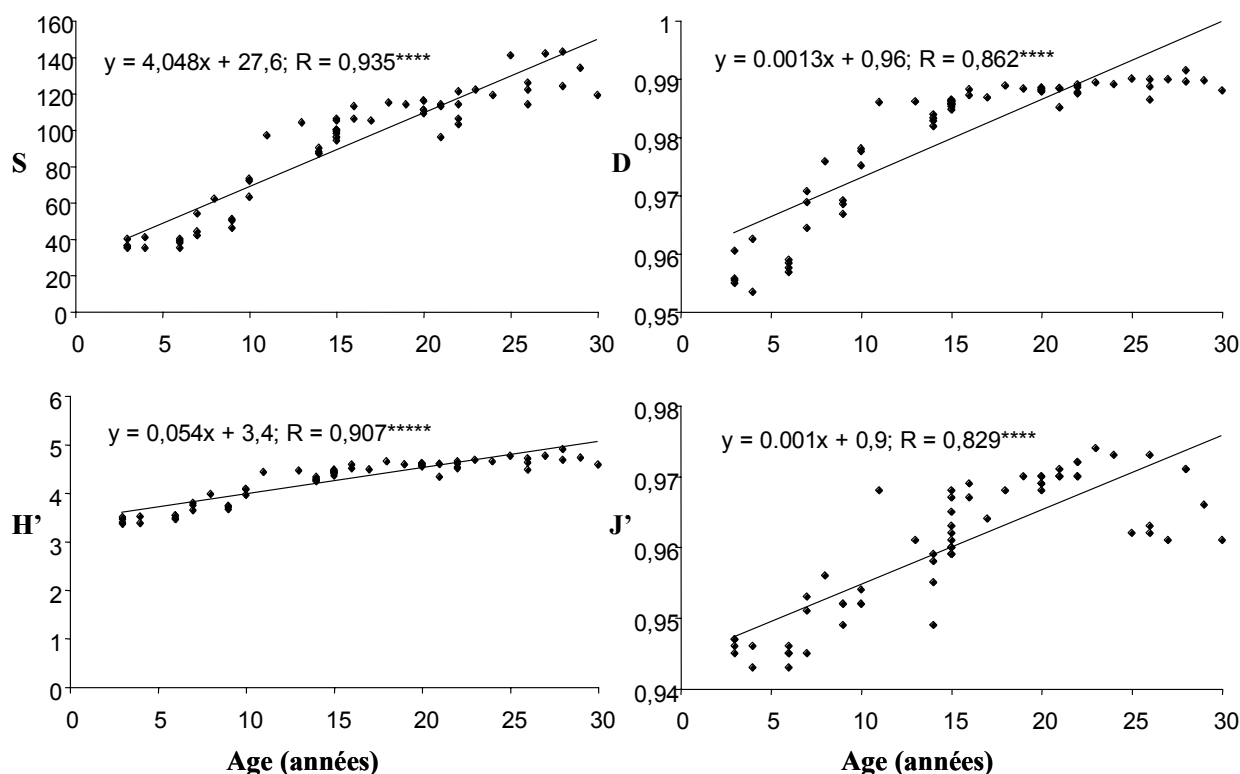 160
140
120
100
80
60
40
20
0
S
y = 4,048x + 27,6; R = 0,935****
0 5 10 15 20 25 30
1
0,99
0,98
0,97
0,96
0,95
D
y = 0.0013x + 0,96; R = 0,862****
0 5 10 15 20 25 30
6
5
4
3
2
1
0
H’
y = 0,054x + 3,4; R = 0,907*****
0 5 10 15 20 25 30
Age (années)
0,98
0,97
0,96
0,95
0,94
J’
y = 0.001x + 0,9; R = 0,829****
0 5 10 15 20 25 30
Age (années)